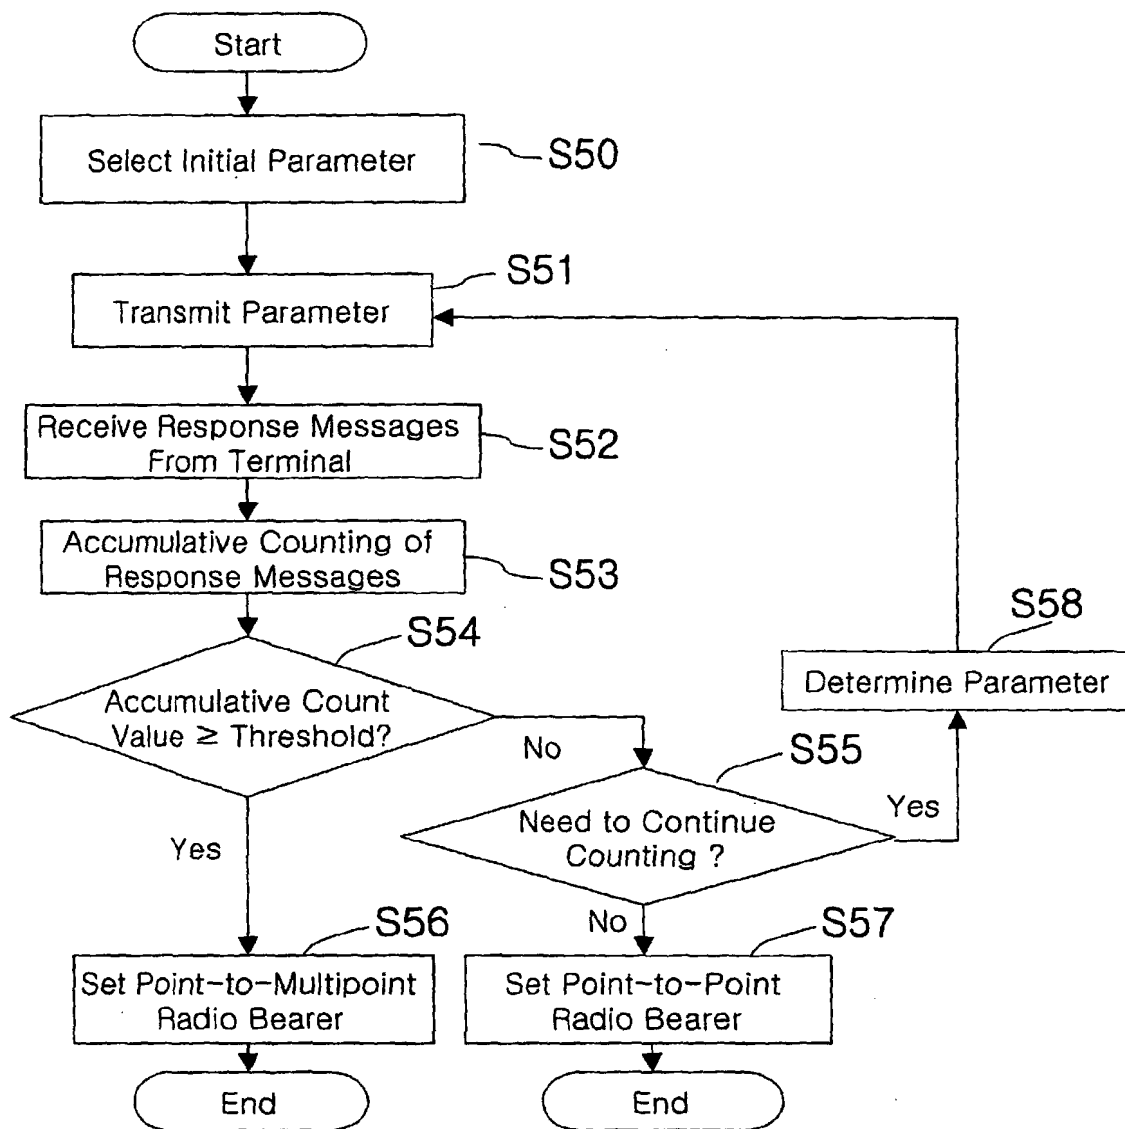 Start
Select Initial Parameter
S50
S51
Transmit Parameter
Receive Response Messages
From Terminal
S52
Accumulative Counting of
Response Messages
S53
S54
S58
Accumulative Count
Value ≥ Threshold?
Determine Parameter
No
S55
Need to Continue
Counting ?
Yes
Yes
S56
No
S57
Set Point-to-Multipoint
Radio Bearer
Set Point-to-Point
Radio Bearer
End
End